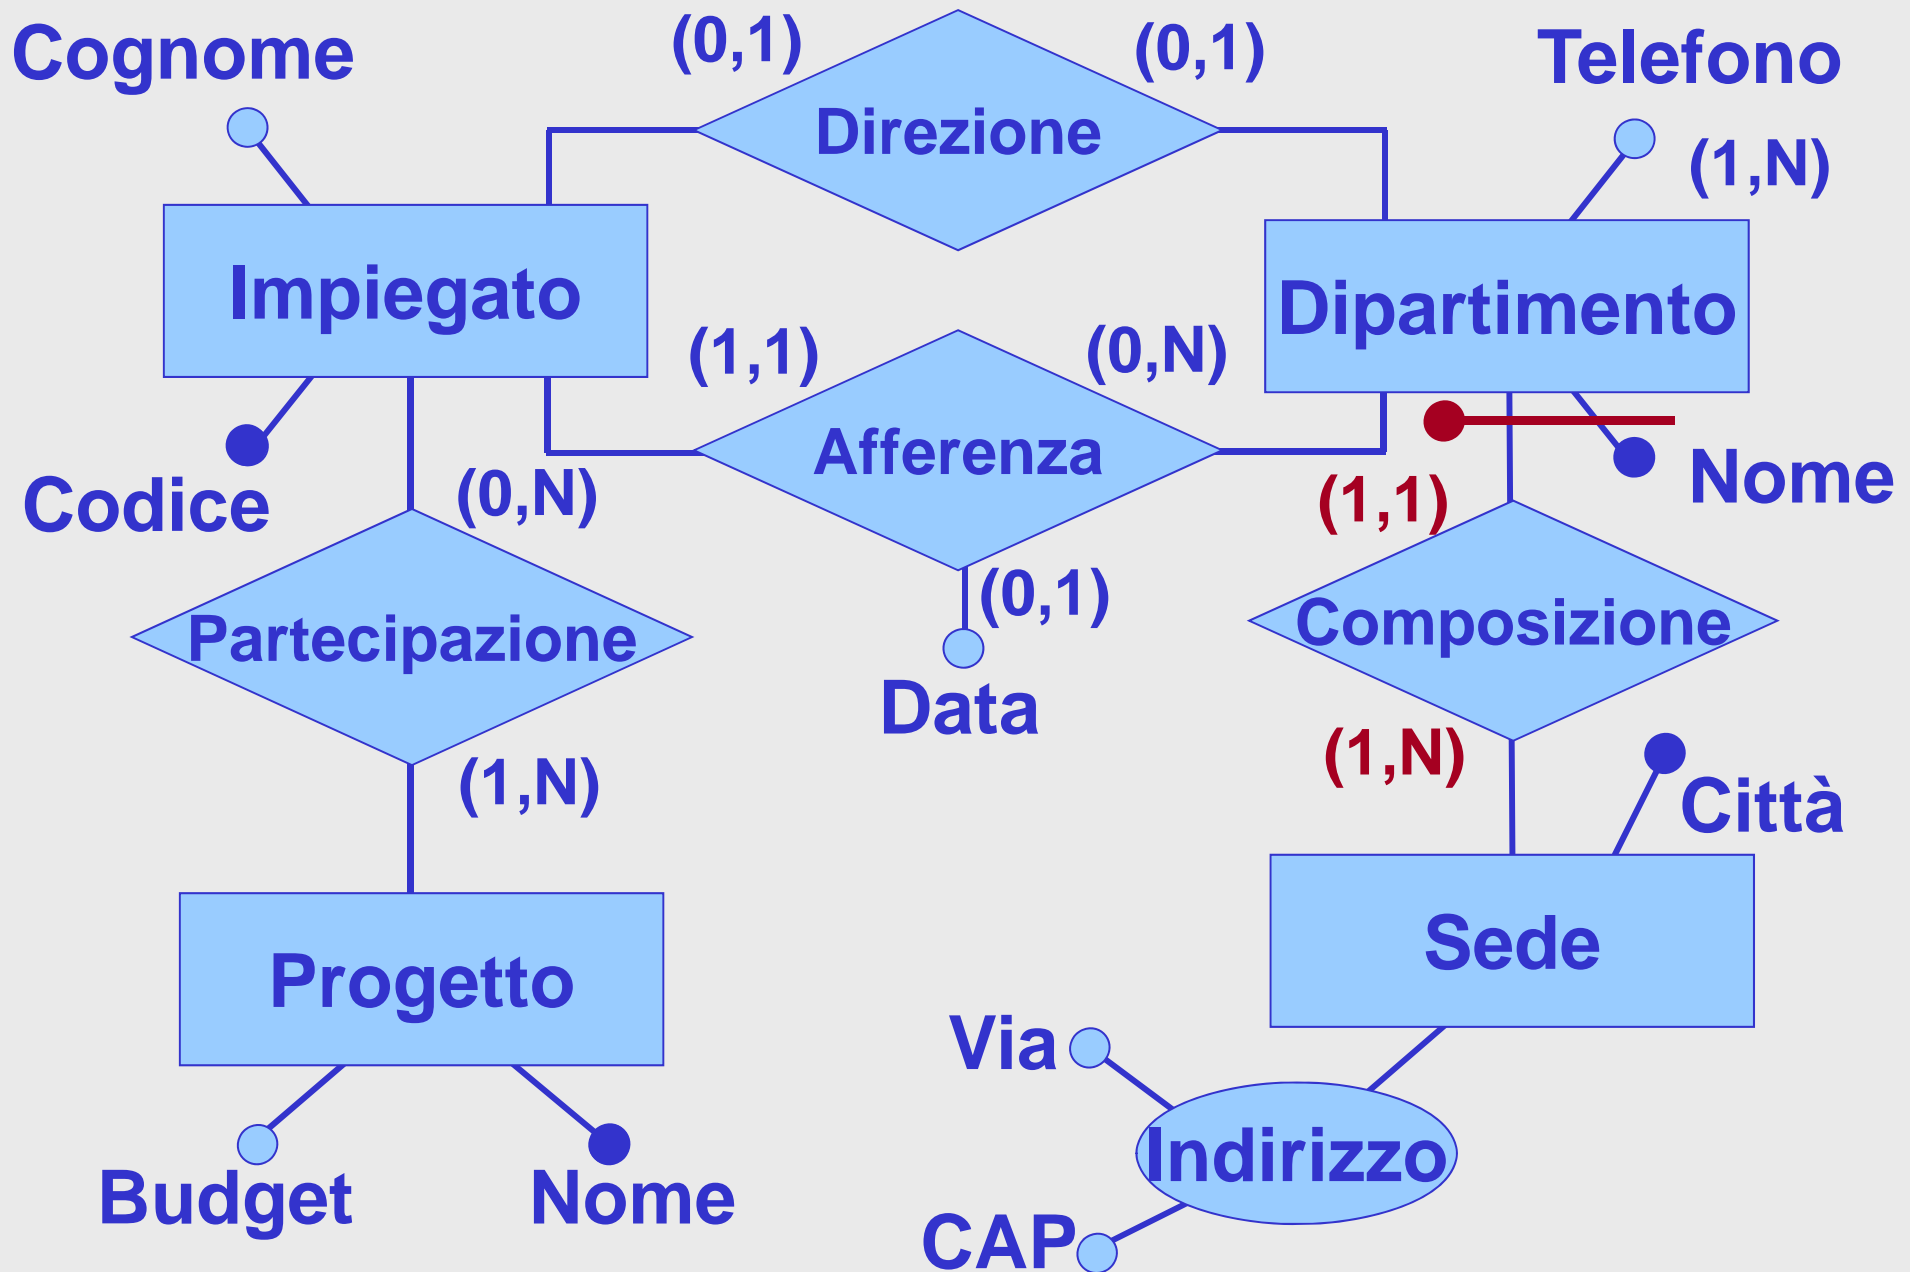 Cognome
(0,1)
(0,1)
Telefono
Direzione
(1,N)
Impiegato
Dipartimento
(1,1)
(0,N)
Afferenza
Codice
(0,N)
(1,1)
Nome
Partecipazione
(0,1)
Composizione
Data
(1,N)
(1,N)
Città
Progetto
Sede
Via
Indirizzo
Budget
Nome
CAP